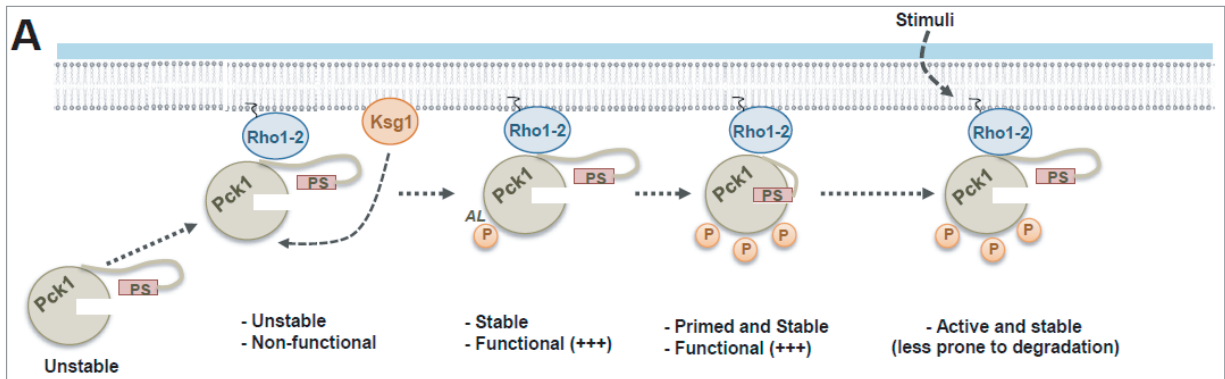 A
Stimuli
Rho1-2
Ksg1
Rho1-2
Rho1-2
Rho1-2
Pck1
PS
Pck1
PS
Pck1
PS
Pck1
PS
AL
P
P
P
P
P
P
P
Pck1
PS
Unstable
- Unstable
- Non-functional
- Stable
- Functional (+++)
- Primed and Stable
- Functional (+++)
- Active and stable
(less prone to degradation)